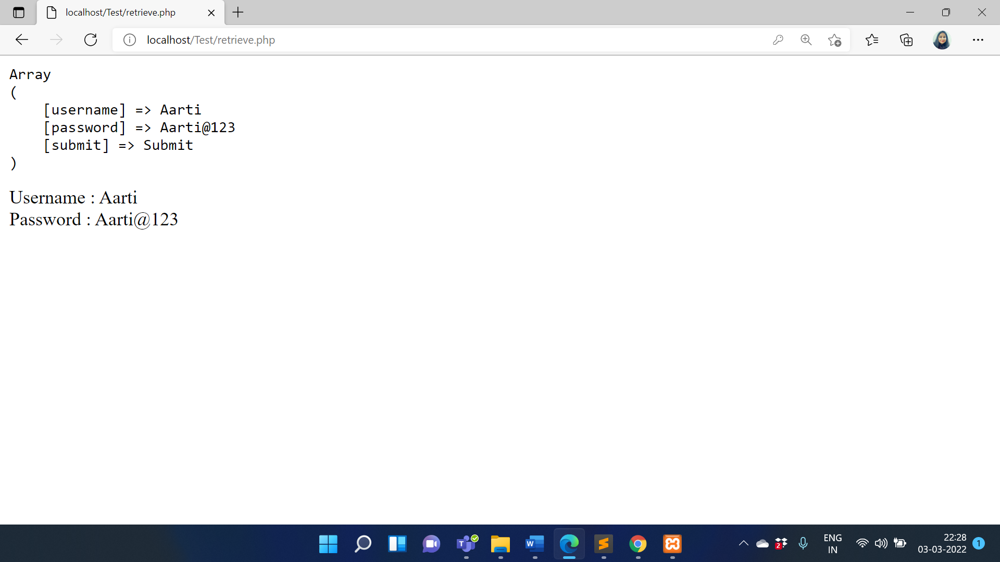 localhost/Test/retrieve.php
localhost/Test/retrieve.php
Array
(
    [username] => Aarti
    [password] => Aarti@123
    [submit] => Submit
)
Username : Aarti
Password : Aarti@123
T
W
2
ENG
IN
22:28
03-03-2022
1